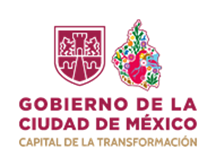 GOBIERNO DE LA
CIUDAD DE MÉXICO
CAPITAL DE LA TRANSFORMACIÓN